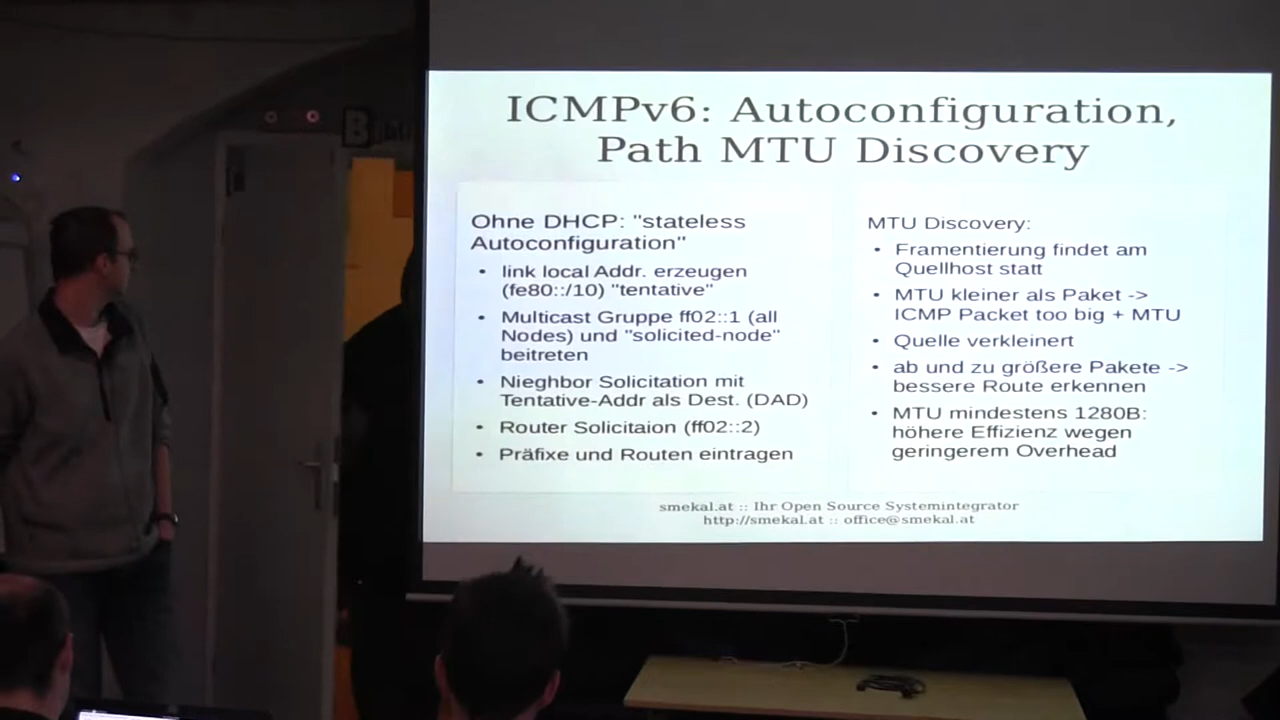 ICMPv6: Autoconfiguration,
Path MTU Discovery
Ohne DHCP: "stateless
Autoconfiguration"
• link local Addr. erzeugen
(fe80::/10) "tentative"
• Multicast Gruppe ff02::1 (all
Nodes) und "solicited-node"
beitreten
• Nieghbor Solicitation mit
Tentative-Addr als Dest. (DAD)
• Router Solicitaion (ff02::2)
• Präfixe und Routen eintragen
MTU Discovery:
• Framentierung findet am
Quellhost statt
• MTU kleiner als Paket ->
ICMP Packet too big + MTU
• Quelle verkleinert
• ab und zu größere Pakete ->
bessere Route erkennen
• MTU mindestens 1280B:
höhere Effizienz wegen
geringerem Overhead
smekal.at :: Ihr Open Source Systemintegrator
http://smekal.at :: office@smekal.at